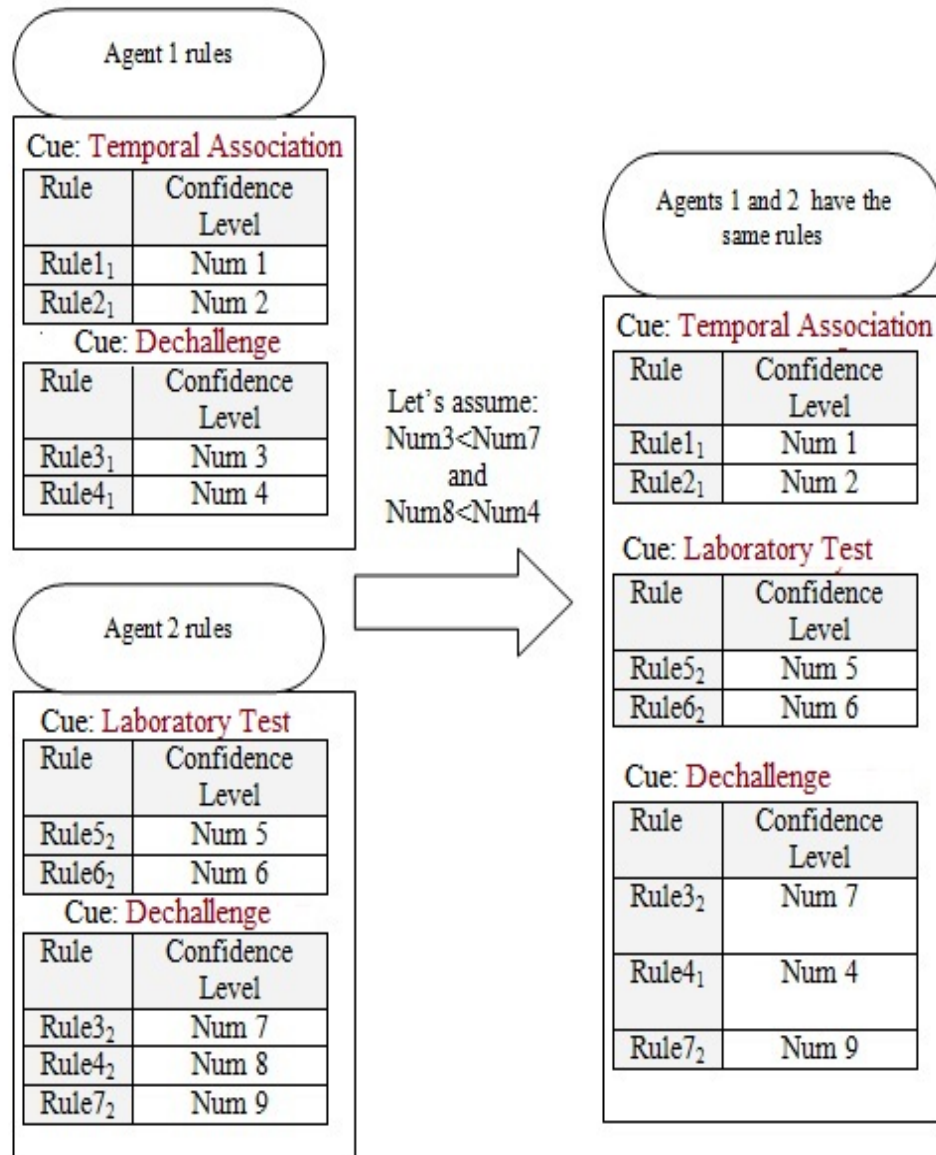 Agent 1 rules
Cue: Temporal Association
Rule Confidence
Level
Rule1₁ Num 1
Rule2₁ Num 2
Cue: Dechallenge
Rule Confidence
Level
Rule3₁ Num 3
Rule4₁ Num 4
Agent 2 rules
Cue: Laboratory Test
Rule Confidence
Level
Rule5₂ Num 5
Rule6₂ Num 6
Cue: Dechallenge
Rule Confidence
Level
Rule3₂ Num 7
Rule4₂ Num 8
Rule7₂ Num 9
Let’s assume:
Num3<Num7
and
Num8<Num4
Agents 1 and 2 have the
same rules
Cue: Temporal Association
Rule Confidence
Level
Rule1₁ Num 1
Rule2₁ Num 2
Cue: Laboratory Test
Rule Confidence
Level
Rule5₂ Num 5
Rule6₂ Num 6
Cue: Dechallenge
Rule Confidence
Level
Rule3₂ Num 7
Rule4₁ Num 4
Rule7₂ Num 9